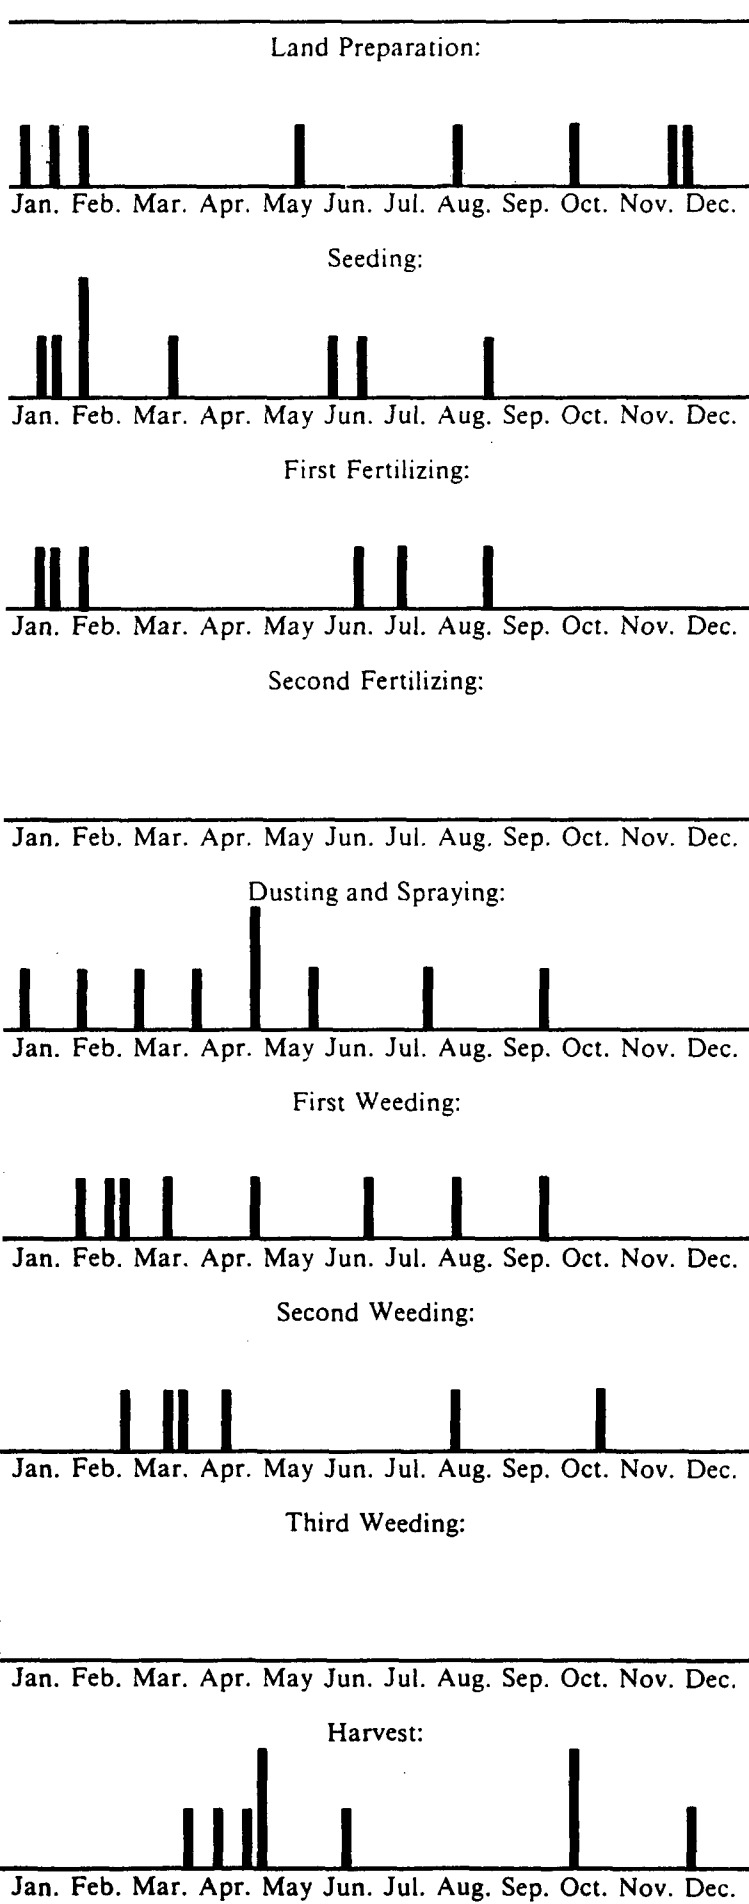 Land Preparation:
Jan. Feb. Mar. Apr. May Jun. Jul. Aug. Sep. Oct. Nov. Dec.
Seeding:
Jan. Feb. Mar. Apr. May Jun. Jul. Aug. Sep. Oct. Nov. Dec.
First Fertilizing:
Jan. Feb. Mar. Apr. May Jun. Jul. Aug. Sep. Oct. Nov. Dec.
Second Fertilizing:
Jan. Feb. Mar. Apr. May Jun. Jul. Aug. Sep. Oct. Nov. Dec.
Dusting and Spraying:
Jan. Feb. Mar. Apr. May Jun. Jul. Aug. Sep. Oct. Nov. Dec.
First Weeding:
Jan. Feb. Mar. Apr. May Jun. Jul. Aug. Sep. Oct. Nov. Dec.
Second Weeding:
Jan. Feb. Mar. Apr. May Jun. Jul. Aug. Sep. Oct. Nov. Dec.
Third Weeding:
Jan. Feb. Mar. Apr. May Jun. Jul. Aug. Sep. Oct. Nov. Dec.
Harvest:
Jan. Feb. Mar. Apr. May Jun. Jul. Aug. Sep. Oct. Nov. Dec.